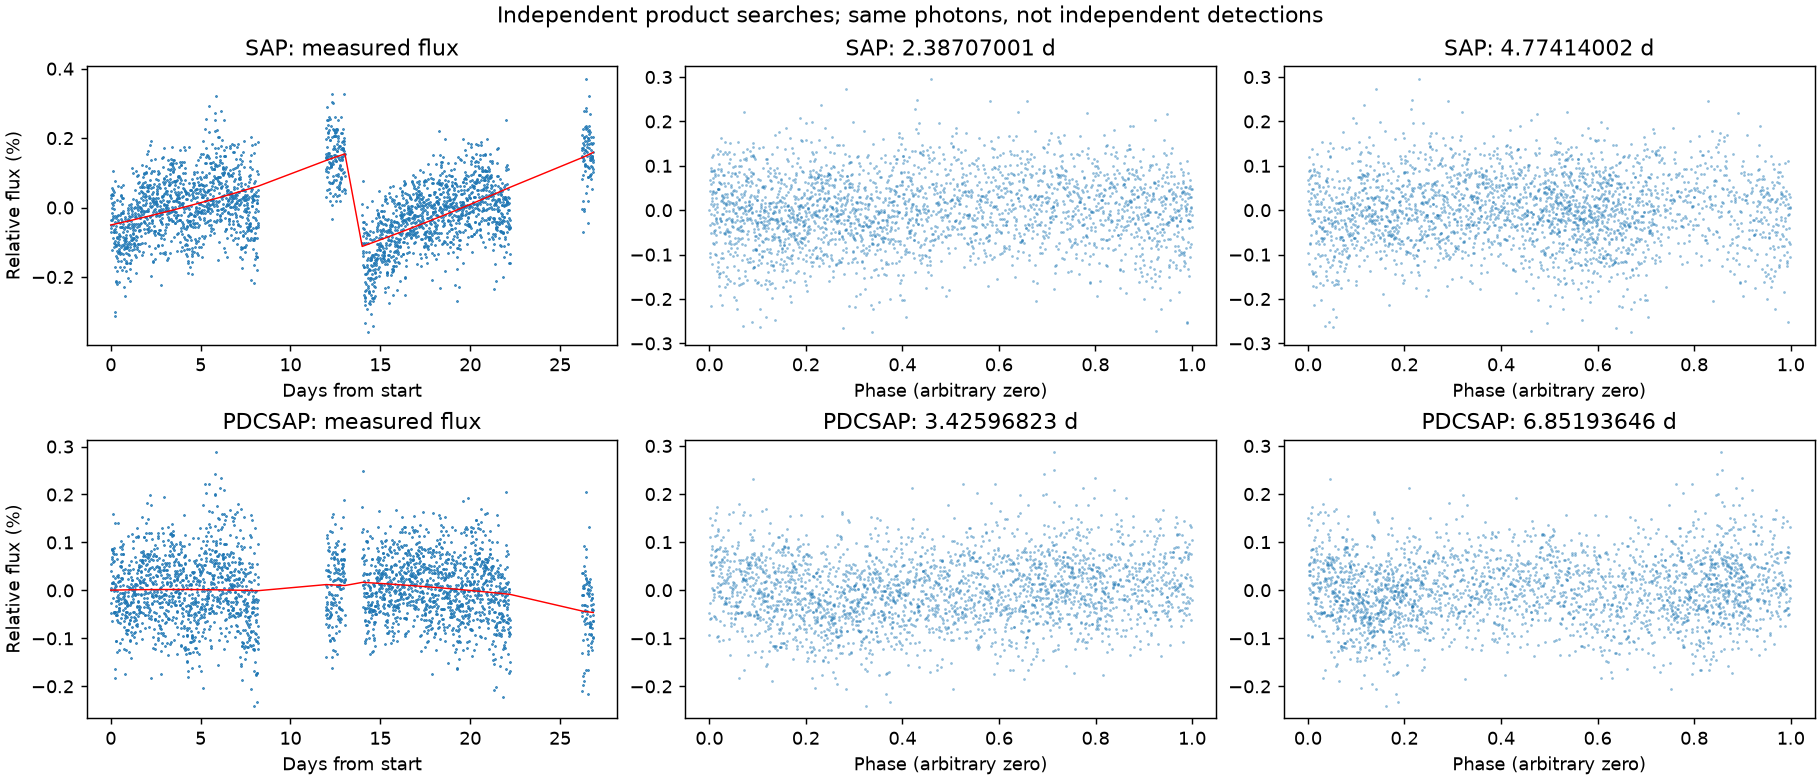 Independent product searches; same photons, not independent detections
SAP: measured flux
SAP: 2.38707001 d
SAP: 4.77414002 d
Relative flux (%)
0.4
0.2
0.0
−0.2
0 5 10 15 20 25
Days from start
0.3
0.2
0.1
0.0
−0.1
−0.2
−0.3
0.0 0.2 0.4 0.6 0.8 1.0
Phase (arbitrary zero)
0.3
0.2
0.1
0.0
−0.1
−0.2
−0.3
0.0 0.2 0.4 0.6 0.8 1.0
Phase (arbitrary zero)
PDCSAP: measured flux
PDCSAP: 3.42596823 d
PDCSAP: 6.85193646 d
Relative flux (%)
0.3
0.2
0.1
0.0
−0.1
−0.2
0 5 10 15 20 25
Days from start
0.3
0.2
0.1
0.0
−0.1
−0.2
0.0 0.2 0.4 0.6 0.8 1.0
Phase (arbitrary zero)
0.3
0.2
0.1
0.0
−0.1
−0.2
0.0 0.2 0.4 0.6 0.8 1.0
Phase (arbitrary zero)